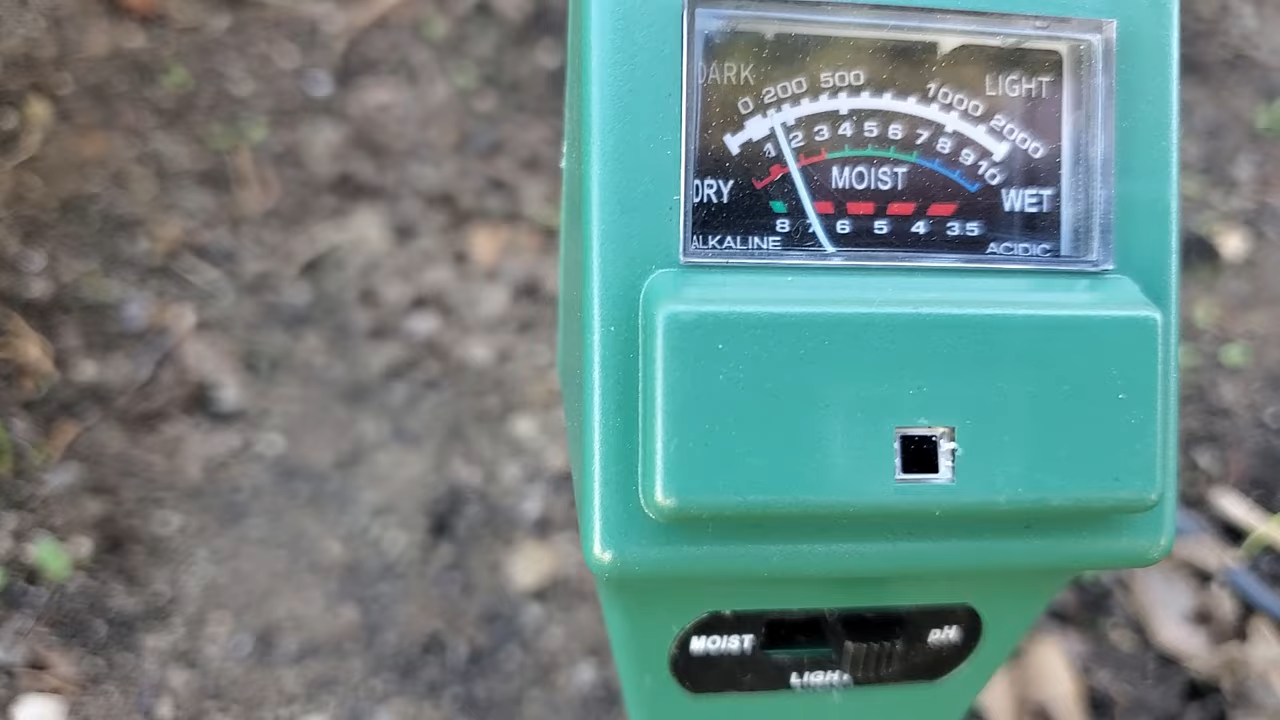 DARK LIGHT
0 200 500 1000 2000
1 2 3 4 5 6 7 8 9 10
DRY MOIST WET
8 7 6 5 4 3.5
ALKALINE ACIDIC
MOIST pH
LIGHT